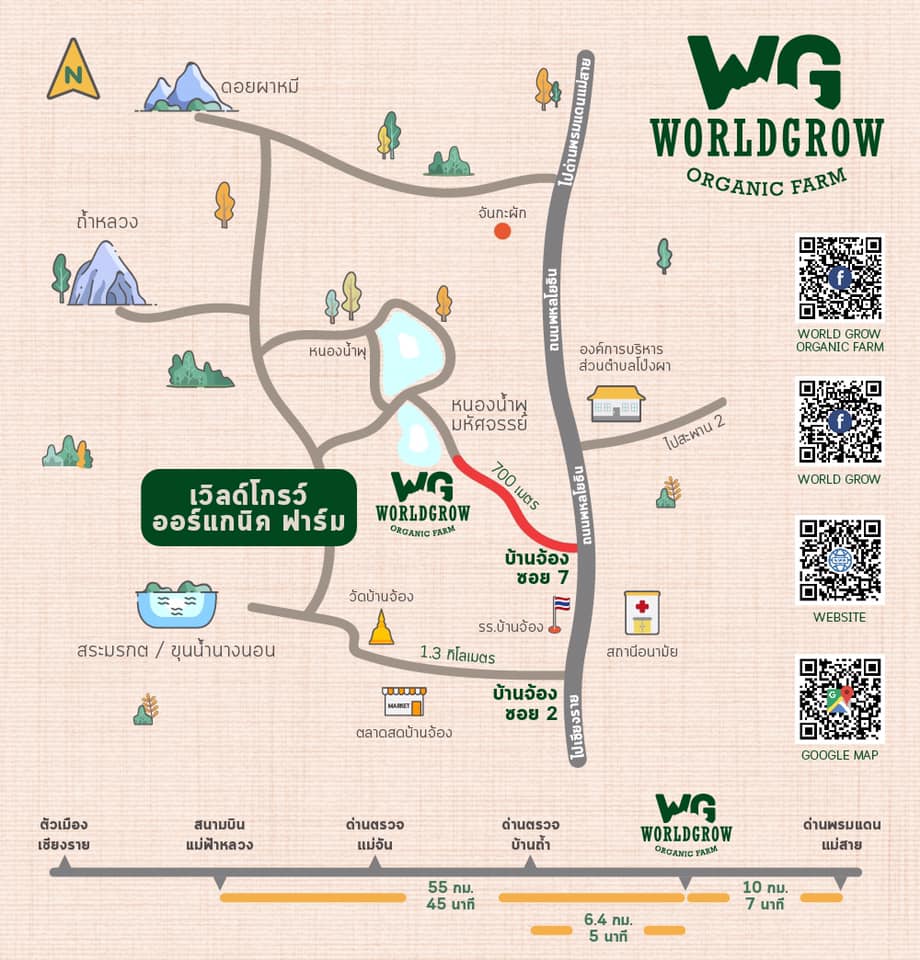 N
ดอยผาหมี
ไปด่านพรมแดนแม่สาย
WG
WORLDGROW
ORGANIC FARM
ถ้ำหลวง
จันกะผัก
ถนนพหลโยธิน
WORLD GROW
ORGANIC FARM
หนองน้ำพุ
องค์การบริหาร
ส่วนตำบลโป่งผา
หนองน้ำพุ
มหัศจรรย์
ไปสะพาน 2
WORLD GROW
เวิลด์โกรว์
ออร์แกนิค ฟาร์ม
WG
WORLDGROW
ORGANIC FARM
700 เมตร
ถนนพหลโยธิน
บ้านจ้อง
ซอย 7
วัดบ้านจ้อง
รร.บ้านจ้อง
สถานีอนามัย
WEBSITE
สระมรกต / ขุนน้ำนางนอน
1.3 กิโลเมตร
บ้านจ้อง
ซอย 2
MARKET
ตลาดสดบ้านจ้อง
ไปเชียงราย
G
GOOGLE MAP
ตัวเมือง
เชียงราย
สนามบิน
แม่ฟ้าหลวง
ด่านตรวจ
แม่จัน
ด่านตรวจ
บ้านถ้ำ
WG
WORLDGROW
ORGANIC FARM
ด่านพรมแดน
แม่สาย
55 กม.
45 นาที
10 กม.
7 นาที
6.4 กม.
5 นาที